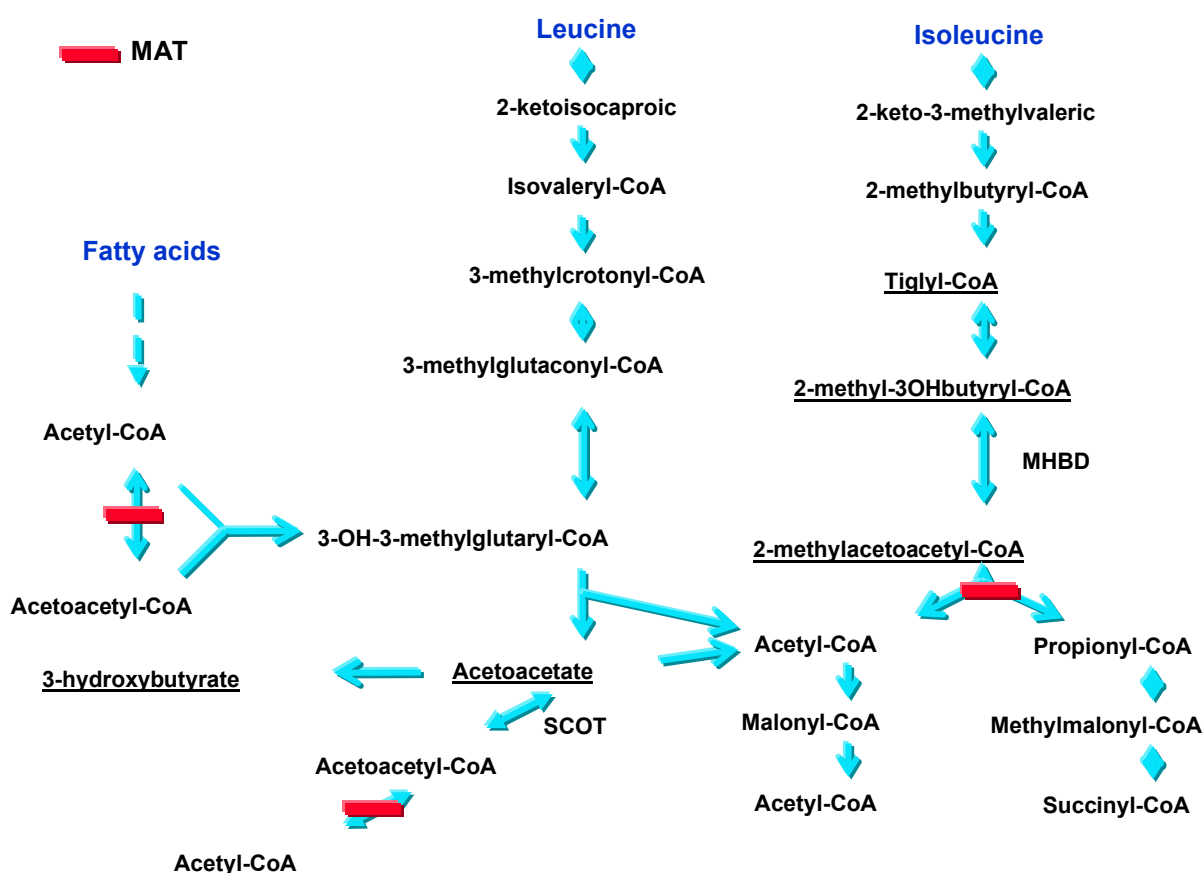 MAT
Leucine
Isoleucine
2-ketoisocaproic
2-keto-3-methylvaleric
Isovaleryl-CoA
2-methylbutyryl-CoA
Fatty acids
3-methylcrotonyl-CoA
Tiglyl-CoA
3-methylglutaconyl-CoA
2-methyl-3OHbutyryl-CoA
Acetyl-CoA
MHBD
3-OH-3-methylglutaryl-CoA
2-methylacetoacetyl-CoA
Acetoacetyl-CoA
Acetyl-CoA
Propionyl-CoA
3-hydroxybutyrate
Acetoacetate
SCOT
Malonyl-CoA
Methylmalonyl-CoA
Acetoacetyl-CoA
Acetyl-CoA
Succinyl-CoA
Acetyl-CoA